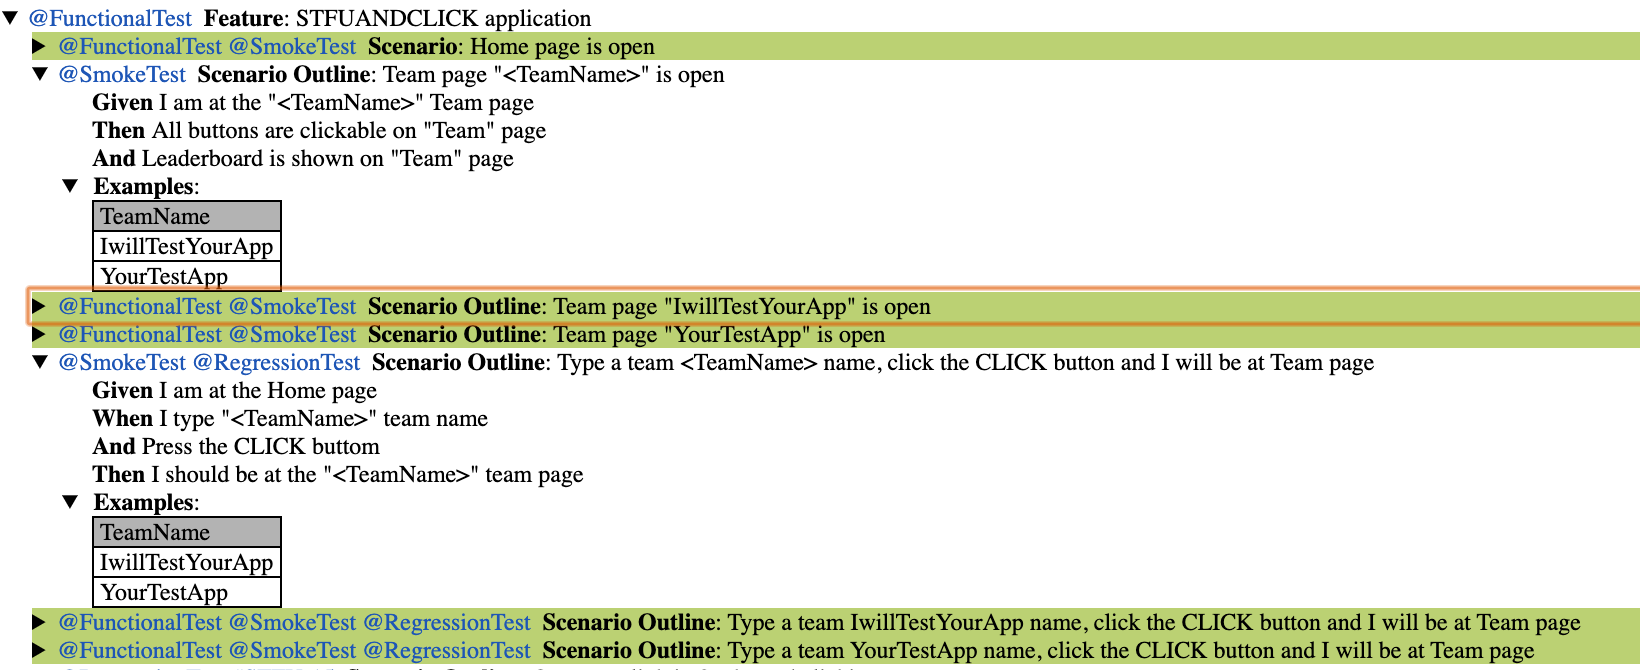 @FunctionalTest Feature: STFUANDCLICK application
@FunctionalTest @SmokeTest Scenario: Home page is open
@SmokeTest Scenario Outline: Team page "<TeamName>" is open
Given I am at the "<TeamName>" Team page
Then All buttons are clickable on "Team" page
And Leaderboard is shown on "Team" page
Examples:
TeamName
IwillTestYourApp
YourTestApp
@FunctionalTest @SmokeTest Scenario Outline: Team page "IwillTestYourApp" is open
@FunctionalTest @SmokeTest Scenario Outline: Team page "YourTestApp" is open
@SmokeTest @RegressionTest Scenario Outline: Type a team <TeamName> name, click the CLICK button and I will be at Team page
Given I am at the Home page
When I type "<TeamName>" team name
And Press the CLICK buttom
Then I should be at the "<TeamName>" team page
Examples:
TeamName
IwillTestYourApp
YourTestApp
@FunctionalTest @SmokeTest @RegressionTest Scenario Outline: Type a team IwillTestYourApp name, click the CLICK button and I will be at Team page
@FunctionalTest @SmokeTest @RegressionTest Scenario Outline: Type a team YourTestApp name, click the CLICK button and I will be at Team page